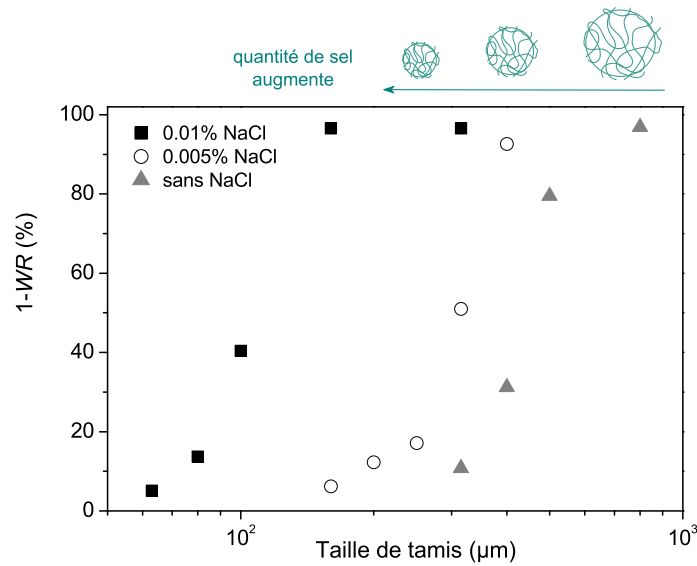 quantité de sel
augmente
100
80
60
40
20
0
1-WR (%)
0.01% NaCl
0.005% NaCl
sans NaCl
10²
10³
Taille de tamis (μm)